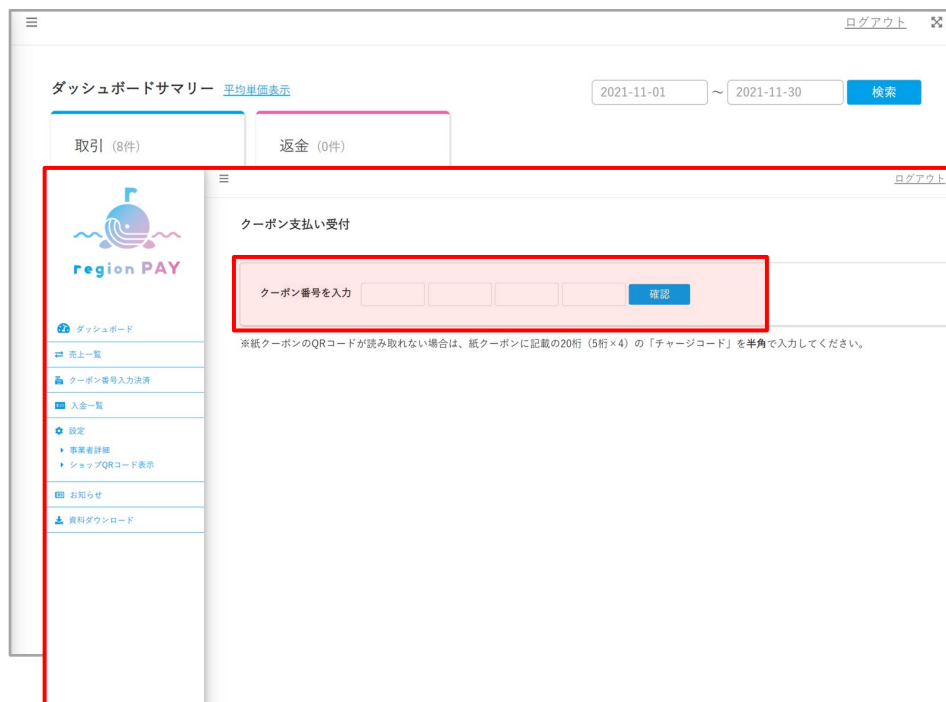 ログアウト
ダッシュボードサマリー 平均単価表示
2021-11-01 ～ 2021-11-30 検索
取引 (8件)
返金 (0件)
ログアウト
region PAY
クーポン支払い受付
クーポン番号を入力 確認
※紙クーポンのQRコードが読み取れない場合は、紙クーポンに記載の20桁（5桁×4）の「チャージコード」を半角で入力してください。
ダッシュボード
売上一覧
クーポン番号入力決済
入金一覧
設定
事業者詳細
ショップQRコード表示
お知らせ
資料ダウンロード